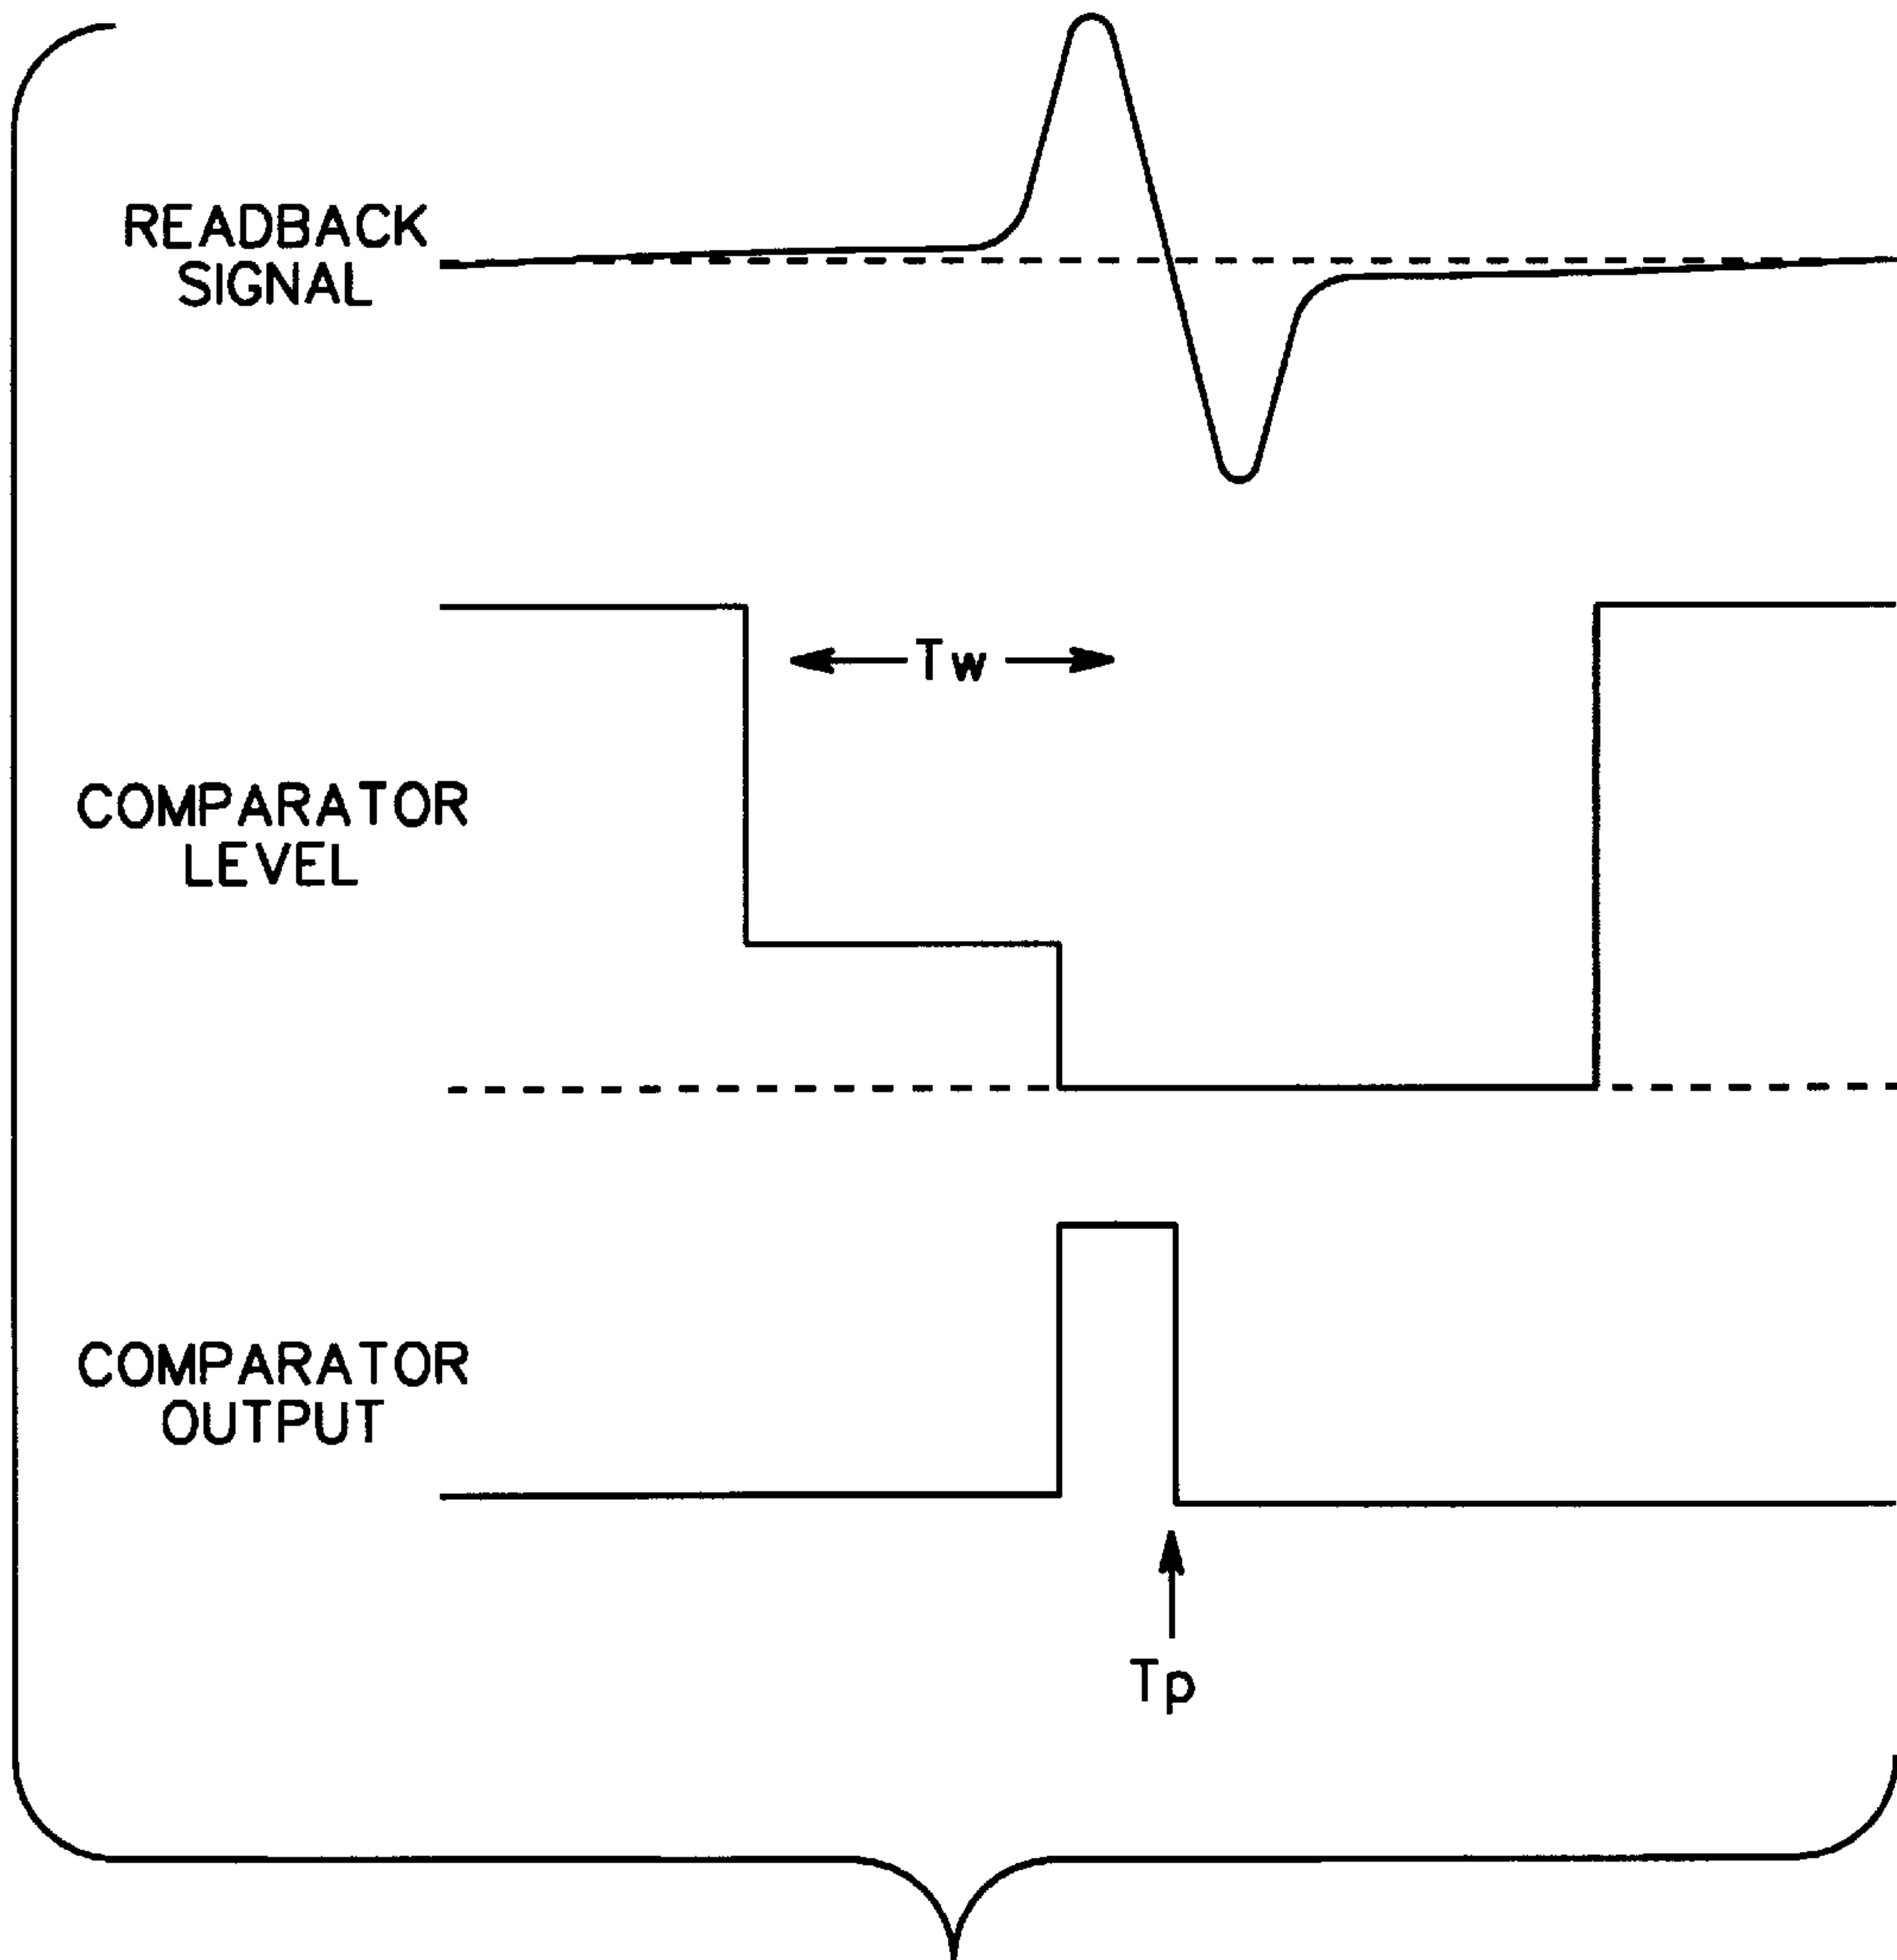 READBACK
SIGNAL
Tw
COMPARATOR
LEVEL
COMPARATOR
OUTPUT
Tp